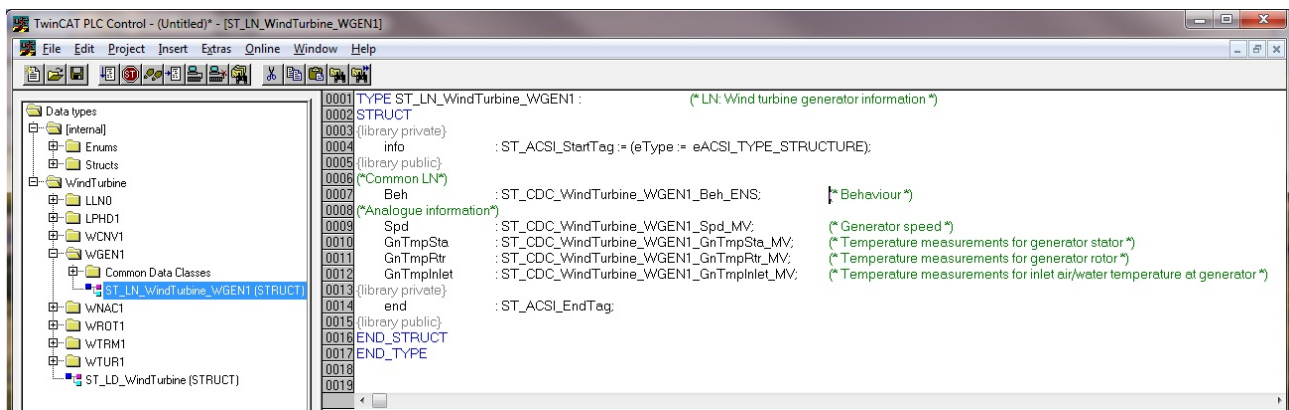 TwinCAT PLC Control - (Untitled)* - [ST_LN_WindTurbine_WGEN1]
File Edit Project Insert Extras Online Window Help
Data types
[internal]
Enums
Structs
WindTurbine
LLN0
LPHD1
WCNV1
WGEN1
Common Data Classes
ST_LN_WindTurbine_WGEN1 (STRUCT)
WNAC1
WROT1
WTRM1
WTUR1
ST_LD_WindTurbine (STRUCT)
0001 TYPE ST_LN_WindTurbine_WGEN1 : (* LN: Wind turbine generator information *)
0002 STRUCT
0003 {library private}
0004 info : ST_ACSI_StartTag := (eType := eACSI_TYPE_STRUCTURE);
0005 {library public}
0006 (*Common LN*)
0007 Beh : ST_CDC_WindTurbine_WGEN1_Beh_ENS; (* Behaviour *)
0008 (*Analogue information*)
0009 Spd : ST_CDC_WindTurbine_WGEN1_Spd_MV; (* Generator speed *)
0010 GnTmpSta : ST_CDC_WindTurbine_WGEN1_GnTmpSta_MV; (* Temperature measurements for generator stator *)
0011 GnTmpRtr : ST_CDC_WindTurbine_WGEN1_GnTmpRtr_MV; (* Temperature measurements for generator rotor *)
0012 GnTmpInlet : ST_CDC_WindTurbine_WGEN1_GnTmpInlet_MV; (* Temperature measurements for inlet air/water temperature at generator *)
0013 {library private}
0014 end : ST_ACSI_EndTag;
0015 {library public}
0016 END_STRUCT
0017 END_TYPE
0018
0019